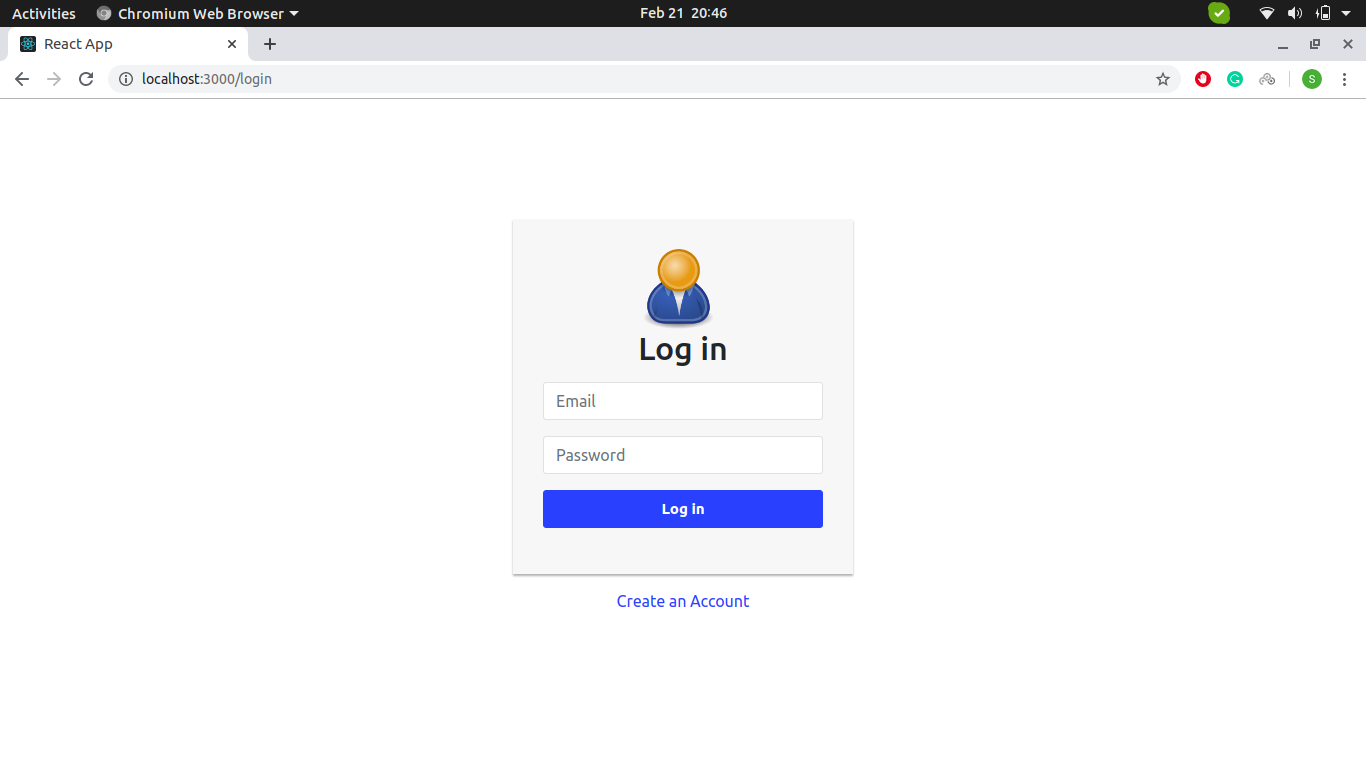 Activities Chromium Web Browser Feb 21 20:46
React App
localhost:3000/login
S
Log in
Email
Password
Log in
Create an Account